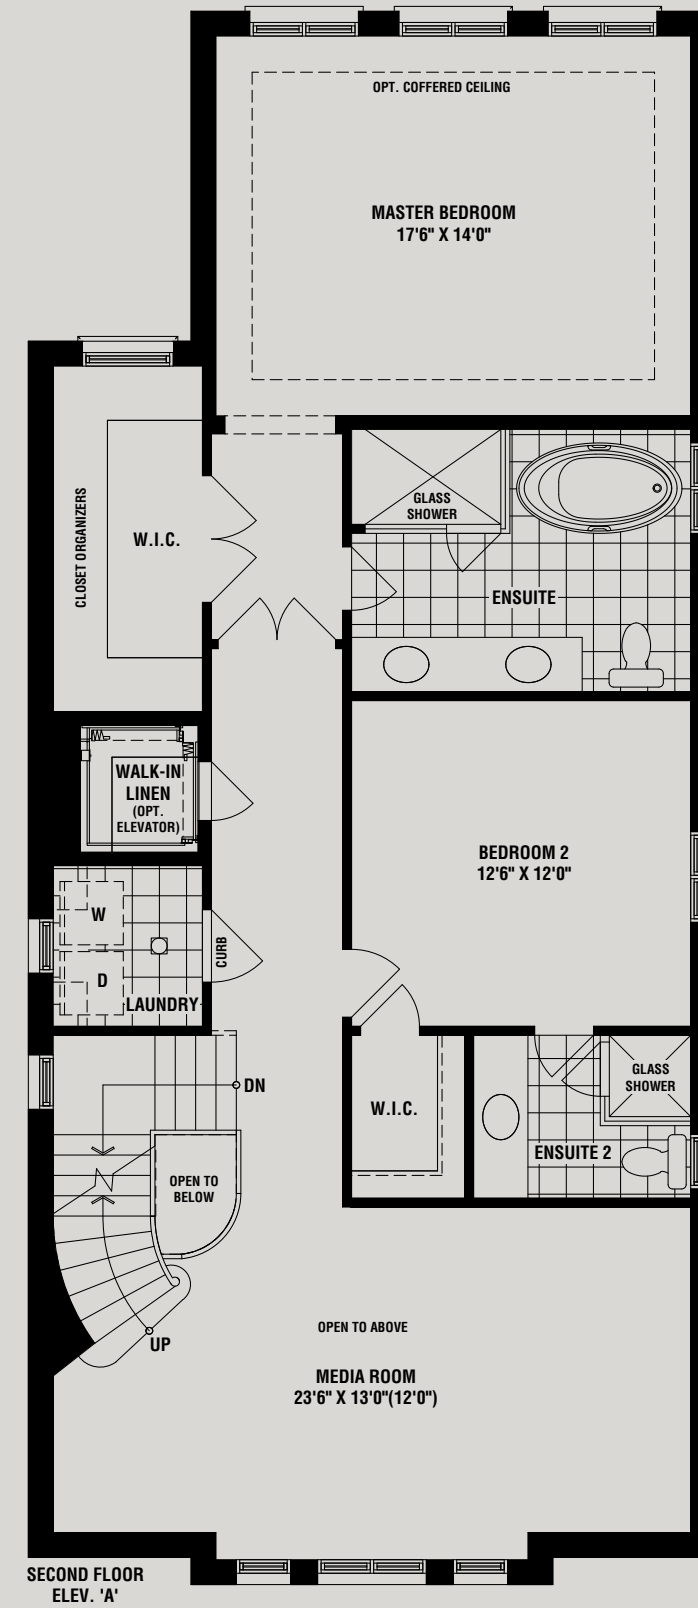 OPT. COFFERED CEILING
MASTER BEDROOM
17'6" X 14'0"
CLOSET ORGANIZERS
W.I.C.
GLASS
SHOWER
ENSUITE
WALK-IN
LINEN
(OPT.
ELEVATOR)
BEDROOM 2
12'6" X 12'0"
W
D
LAUNDRY
CURB
DN
OPEN TO
BELOW
W.I.C.
GLASS
SHOWER
ENSUITE 2
UP
OPEN TO ABOVE
MEDIA ROOM
23'6" X 13'0"(12'0")
SECOND FLOOR
ELEV. 'A'